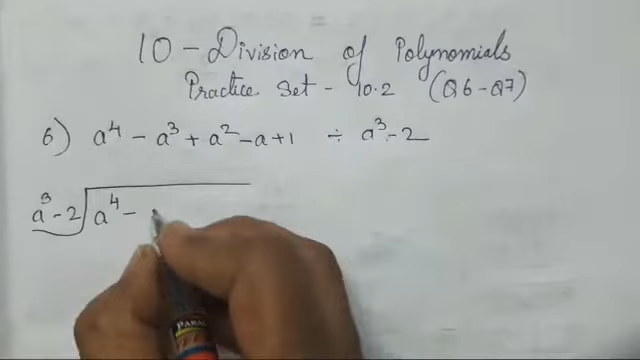 10 - Division of Polynomials
Practice Set - 10.2 (Q6 - Q7)
6) a⁴ - a³ + a² - a + 1 ÷ a³ - 2
a³ - 2 a⁴ -